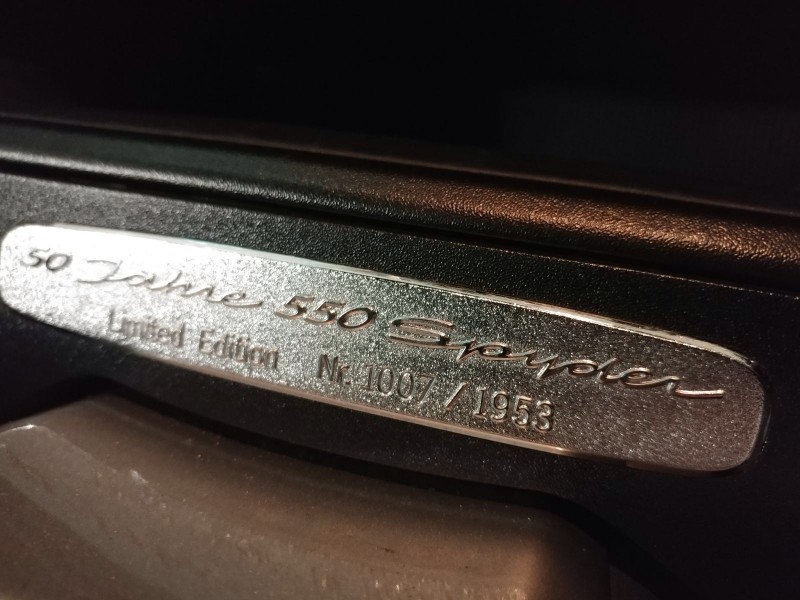 50 Jahre 550 Spyder
Limited Edition Nr. 1007 / 1953